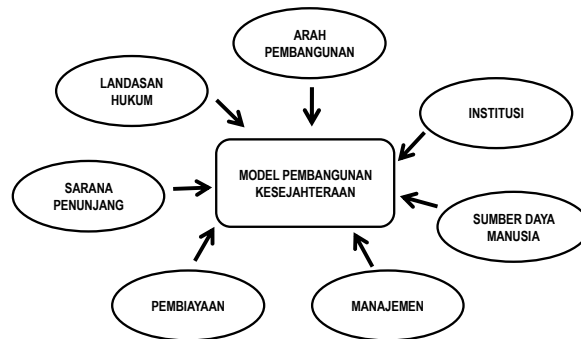 ARAH
PEMBANGUNAN
LANDASAN
HUKUM
INSTITUSI
MODEL PEMBANGUNAN
KESEJAHTERAAN
SARANA
PENUNJANG
SUMBER DAYA
MANUSIA
PEMBIAYAAN
MANAJEMEN